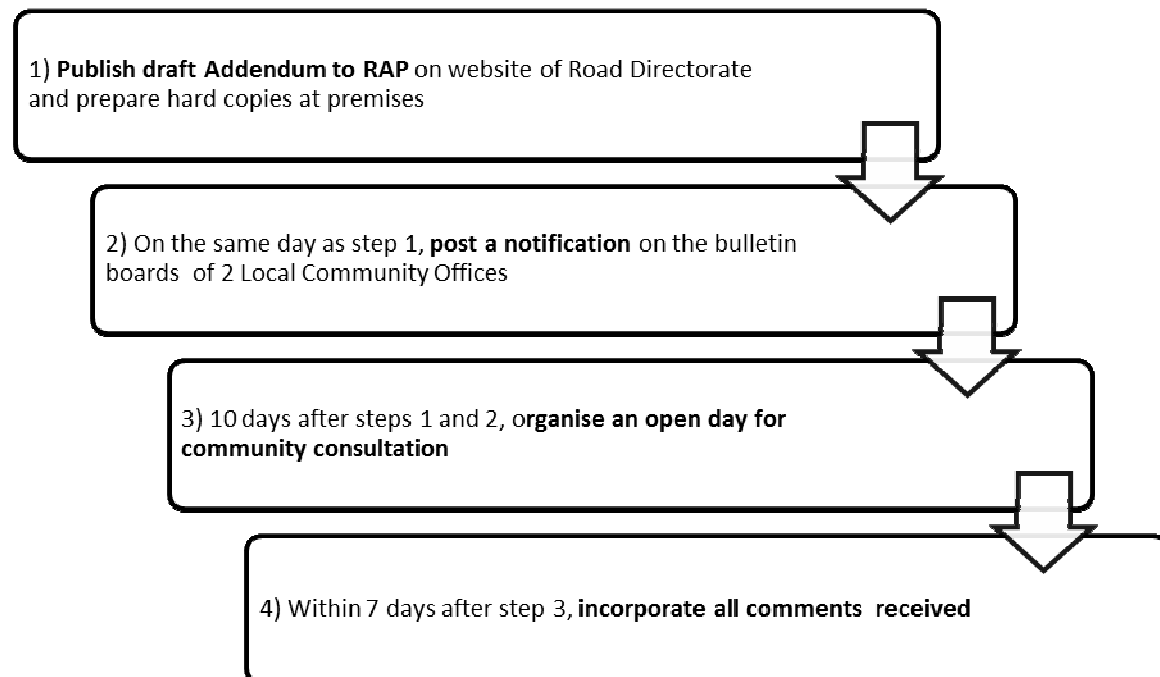 1) Publish draft Addendum to RAP on website of Road Directorate
and prepare hard copies at premises
2) On the same day as step 1, post a notification on the bulletin
boards of 2 Local Community Offices
3) 10 days after steps 1 and 2, organise an open day for
community consultation
4) Within 7 days after step 3, incorporate all comments received